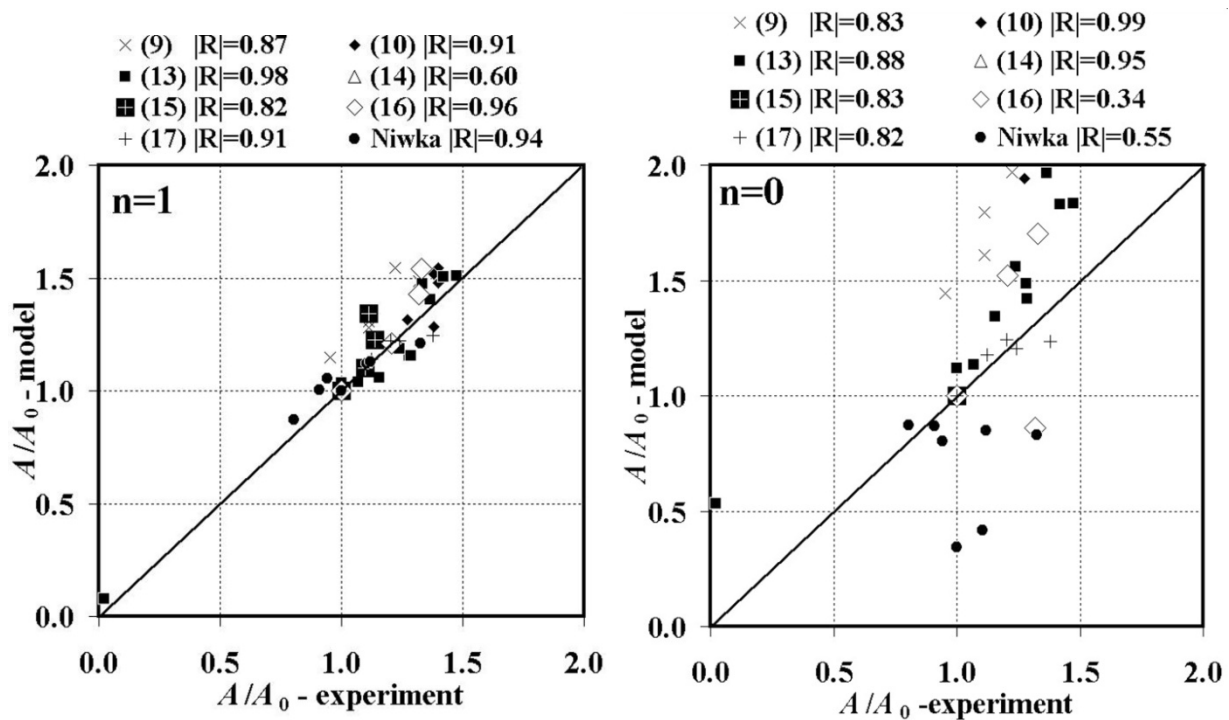 × (9) |R|=0.87 ◆ (10) |R|=0.91
■ (13) |R|=0.98 △ (14) |R|=0.60
⊞ (15) |R|=0.82 ◇ (16) |R|=0.96
+ (17) |R|=0.91 ● Niwka |R|=0.94
n=1
2.0
1.5
1.0
0.5
0.0
A/A0 - model
0.0 0.5 1.0 1.5 2.0
A/A0 - experiment
× (9) |R|=0.83 ◆ (10) |R|=0.99
■ (13) |R|=0.88 △ (14) |R|=0.95
⊞ (15) |R|=0.83 ◇ (16) |R|=0.34
+ (17) |R|=0.82 ● Niwka |R|=0.55
n=0
2.0
1.5
1.0
0.5
0.0
A/A0 - model
0.0 0.5 1.0 1.5 2.0
A/A0 -experiment